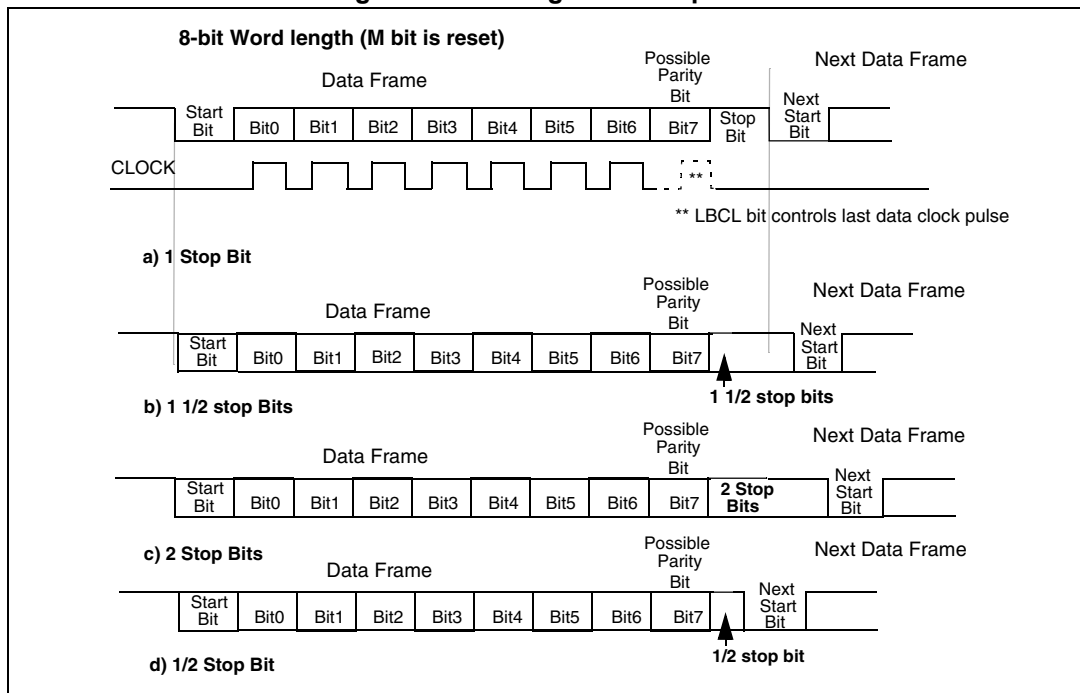 8-bit Word length (M bit is reset)
Data Frame
Possible
Parity
Bit
Next Data Frame
Start
Bit
Bit0
Bit1
Bit2
Bit3
Bit4
Bit5
Bit6
Bit7
Stop
Bit
Next
Start
Bit
CLOCK
**
** LBCL bit controls last data clock pulse
a) 1 Stop Bit
Data Frame
Possible
Parity
Bit
Next Data Frame
Start
Bit
Bit0
Bit1
Bit2
Bit3
Bit4
Bit5
Bit6
Bit7
Next
Start
Bit
1 1/2 stop bits
b) 1 1/2 stop Bits
Data Frame
Possible
Parity
Bit
Next Data Frame
Start
Bit
Bit0
Bit1
Bit2
Bit3
Bit4
Bit5
Bit6
Bit7
2 Stop
Bits
Next
Start
Bit
c) 2 Stop Bits
Data Frame
Possible
Parity
Bit
Next Data Frame
Start
Bit
Bit0
Bit1
Bit2
Bit3
Bit4
Bit5
Bit6
Bit7
Next
Start
Bit
1/2 stop bit
d) 1/2 Stop Bit